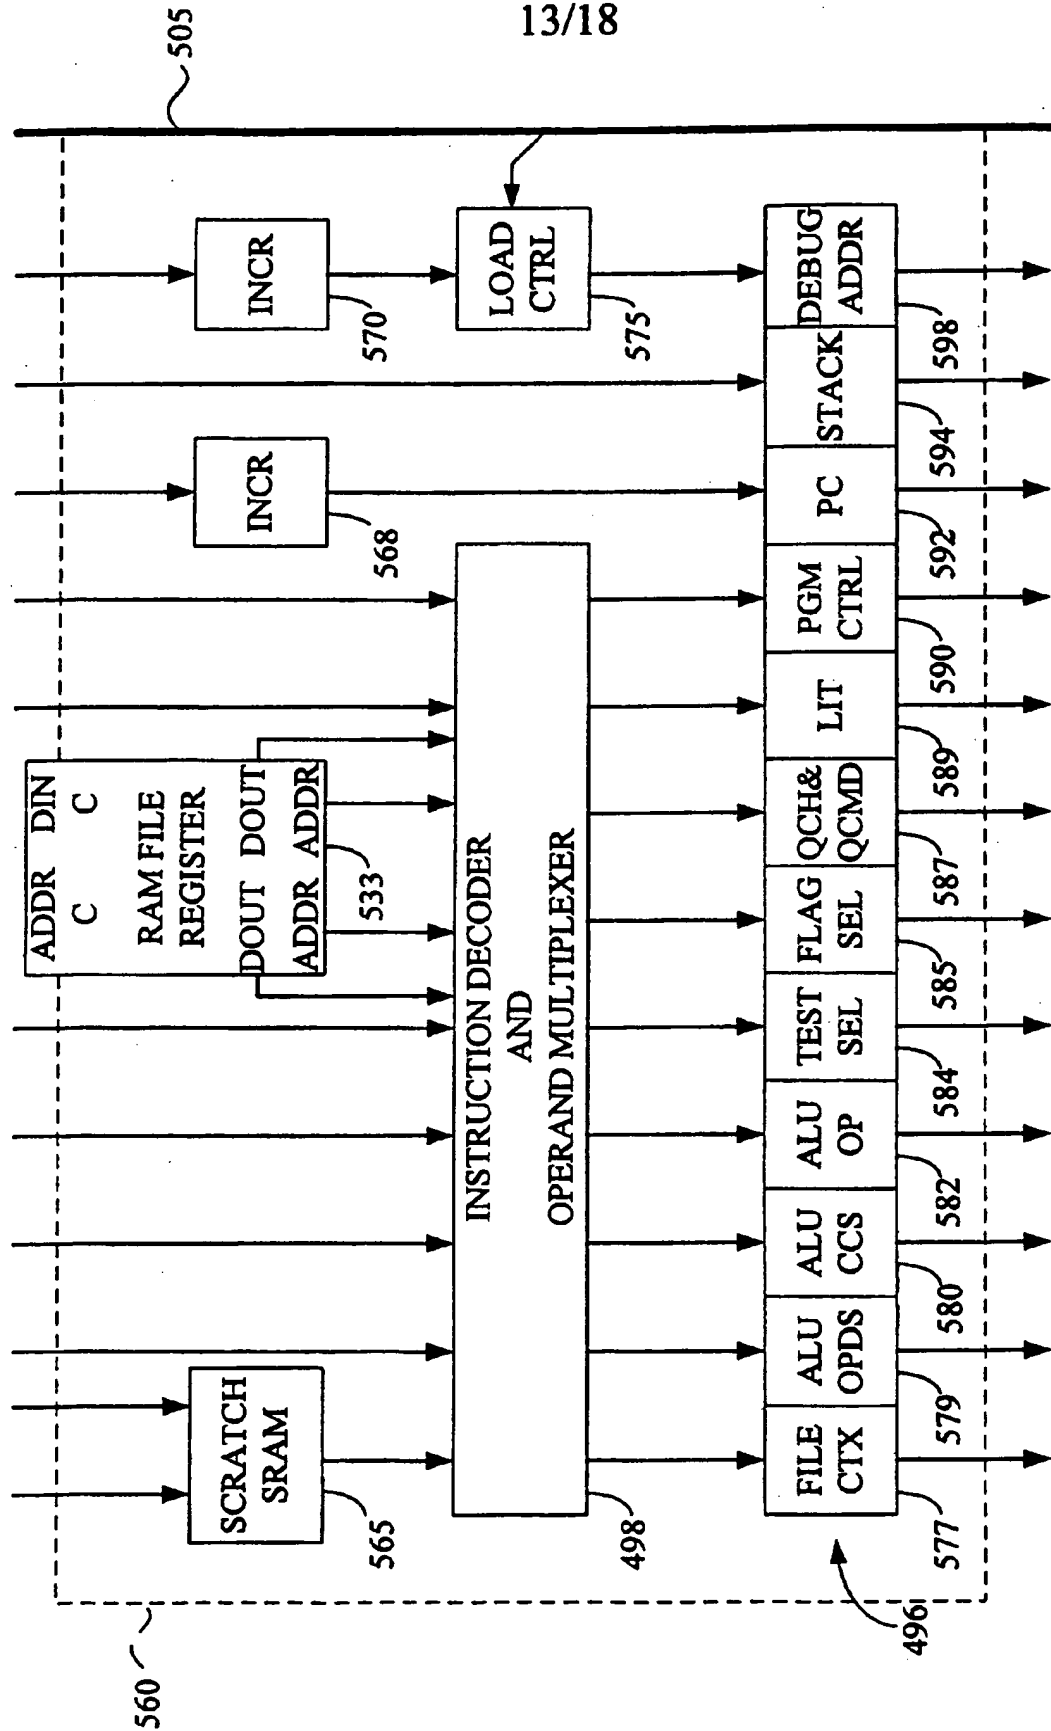 13/18
505
560
ADDR DIN
C C
RAM FILE
REGISTER
DOUT DOUT
ADDR ADDR
533
SCRATCH
SRAM
565
INCR
568
INCR
570
LOAD
CTRL
575
INSTRUCTION DECODER
AND
OPERAND MULTIPLEXER
498
FILE
CTX
577
ALU
OPDS
579
ALU
CCS
580
ALU
OP
582
TEST
SEL
584
FLAG
SEL
585
QCH&
QCMD
587
LIT
589
PGM
CTRL
590
PC
592
STACK
594
DEBUG
ADDR
598
496